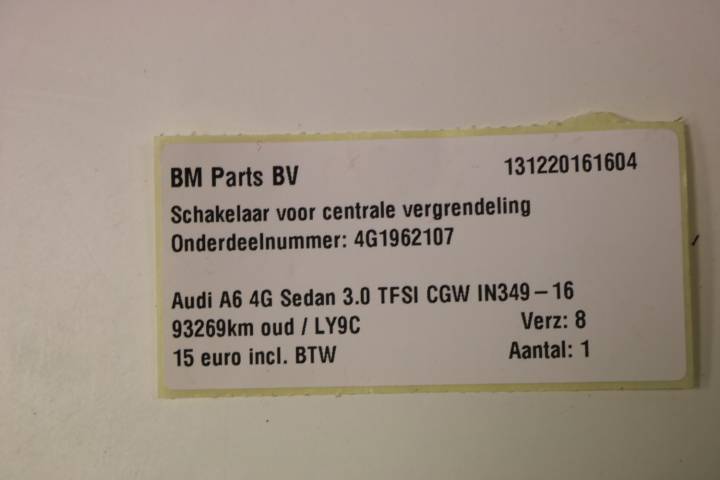 BM Parts BV 131220161604
Schakelaar voor centrale vergrendeling
Onderdeelnummer: 4G1962107
Audi A6 4G Sedan 3.0 TFSI CGW IN349-16
93269km oud / LY9C Verz: 8
15 euro incl. BTW Aantal: 1